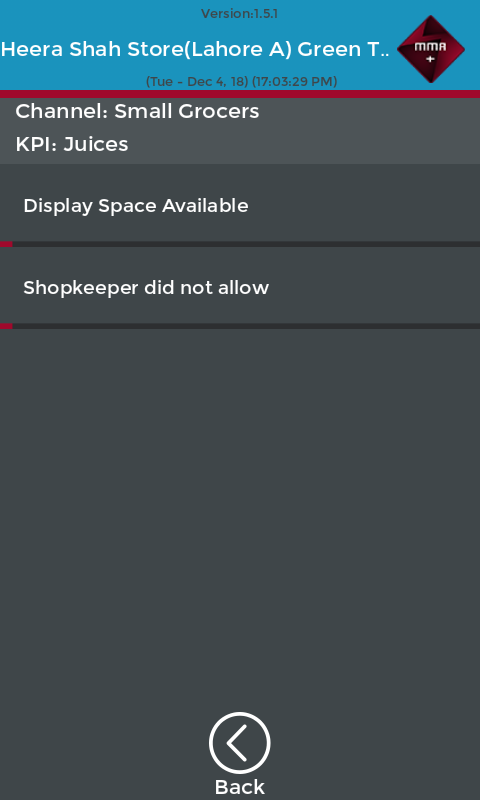 Version:1.5.1
Heera Shah Store(Lahore A) Green T..
MMA
+
(Tue - Dec 4, 18) (17:03:29 PM)
Channel: Small Grocers
KPI: Juices
Display Space Available
Shopkeeper did not allow
Back